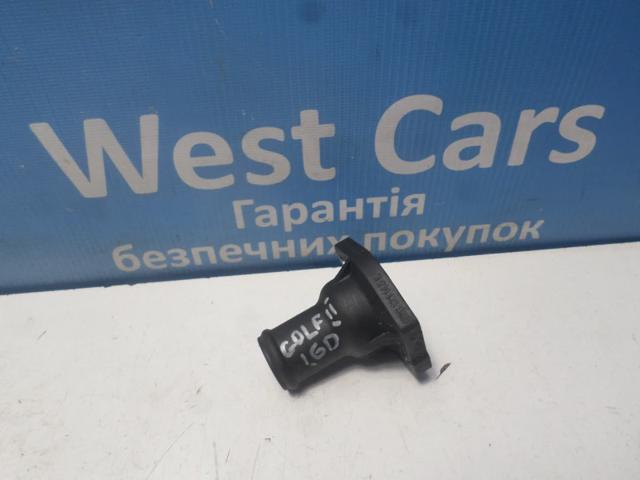 West Cars
Гарантія
безпечних покупок
GOLF II
1.6D